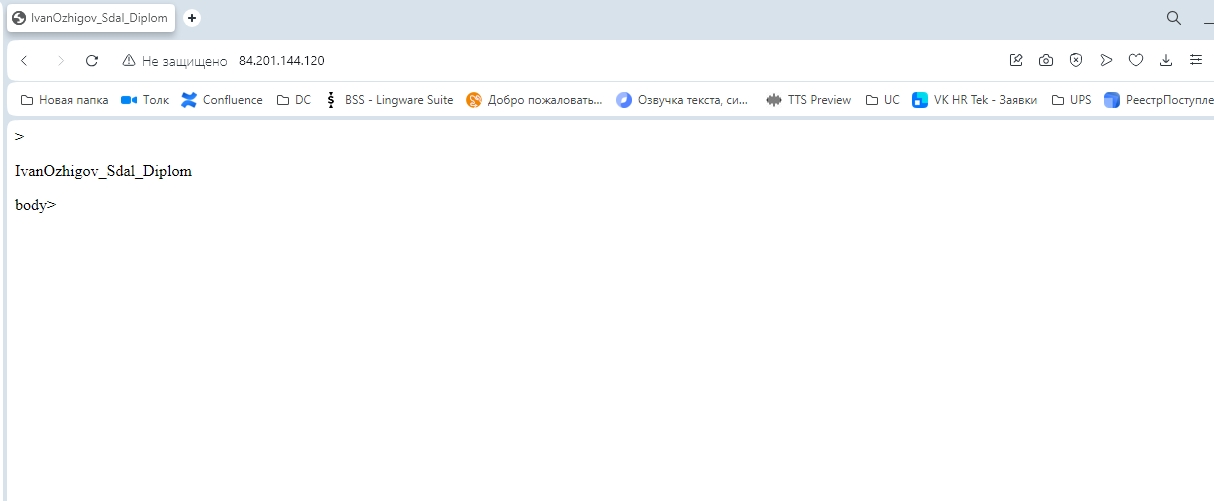 IvanOzhigov_Sdal_Diplom
Не защищено 84.201.144.120
Новая папка Толк Confluence DC BSS - Lingware Suite Добро пожаловать... Озвучка текста, си... TTS Preview UC VK HR Tek - Заявки UPS РеестрПоступле
>
IvanOzhigov_Sdal_Diplom
body>